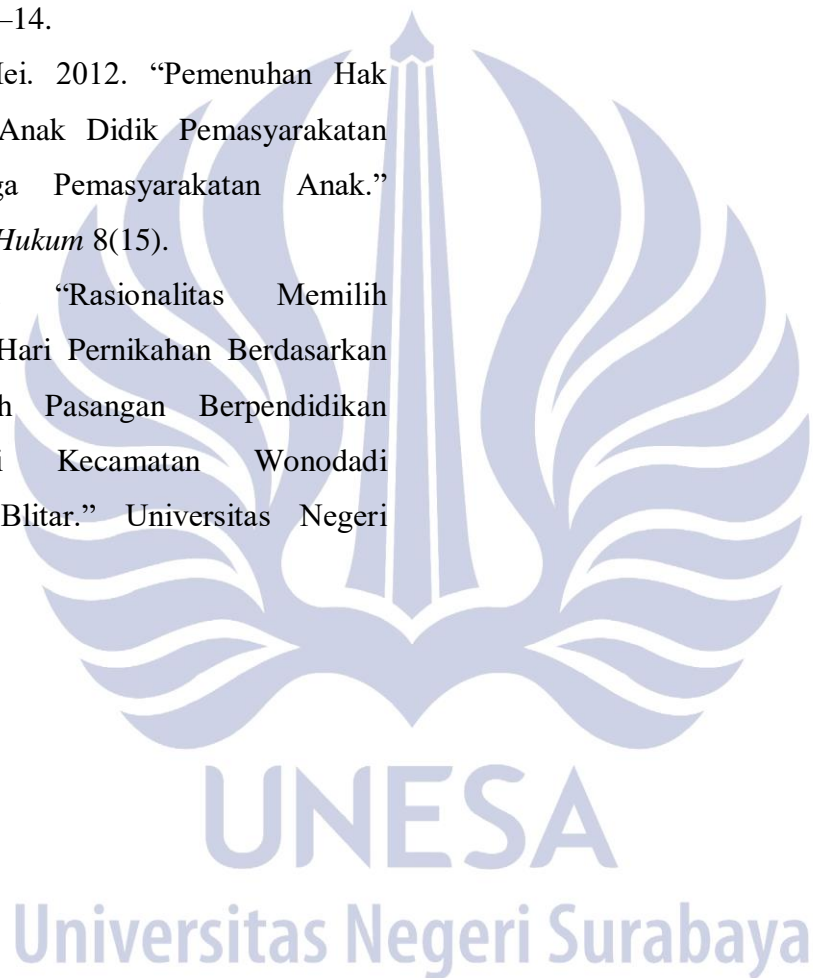 –14.
ei. 2012. “Pemenuhan Hak
Anak Didik Pemasyarakatan
ga Pemasyarakatan Anak.”
Hukum 8(15).
“Rasionalitas Memilih
Hari Pernikahan Berdasarkan
h Pasangan Berpendidikan
i Kecamatan Wonodadi
Blitar.” Universitas Negeri
UNESA
Universitas Negeri Surabaya